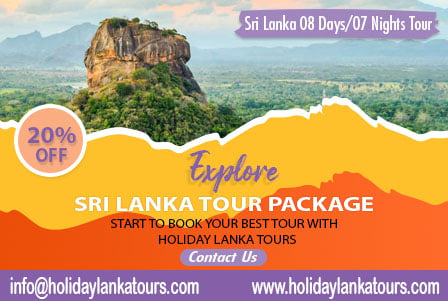 Sri Lanka 08 Days/07 Nights Tour
20%
OFF
Explore
SRI LANKA TOUR PACKAGE
START TO BOOK YOUR BEST TOUR WITH
HOLIDAY LANKA TOURS
Contact Us
info@holidaylankatours.com
www.holidaylankatours.com